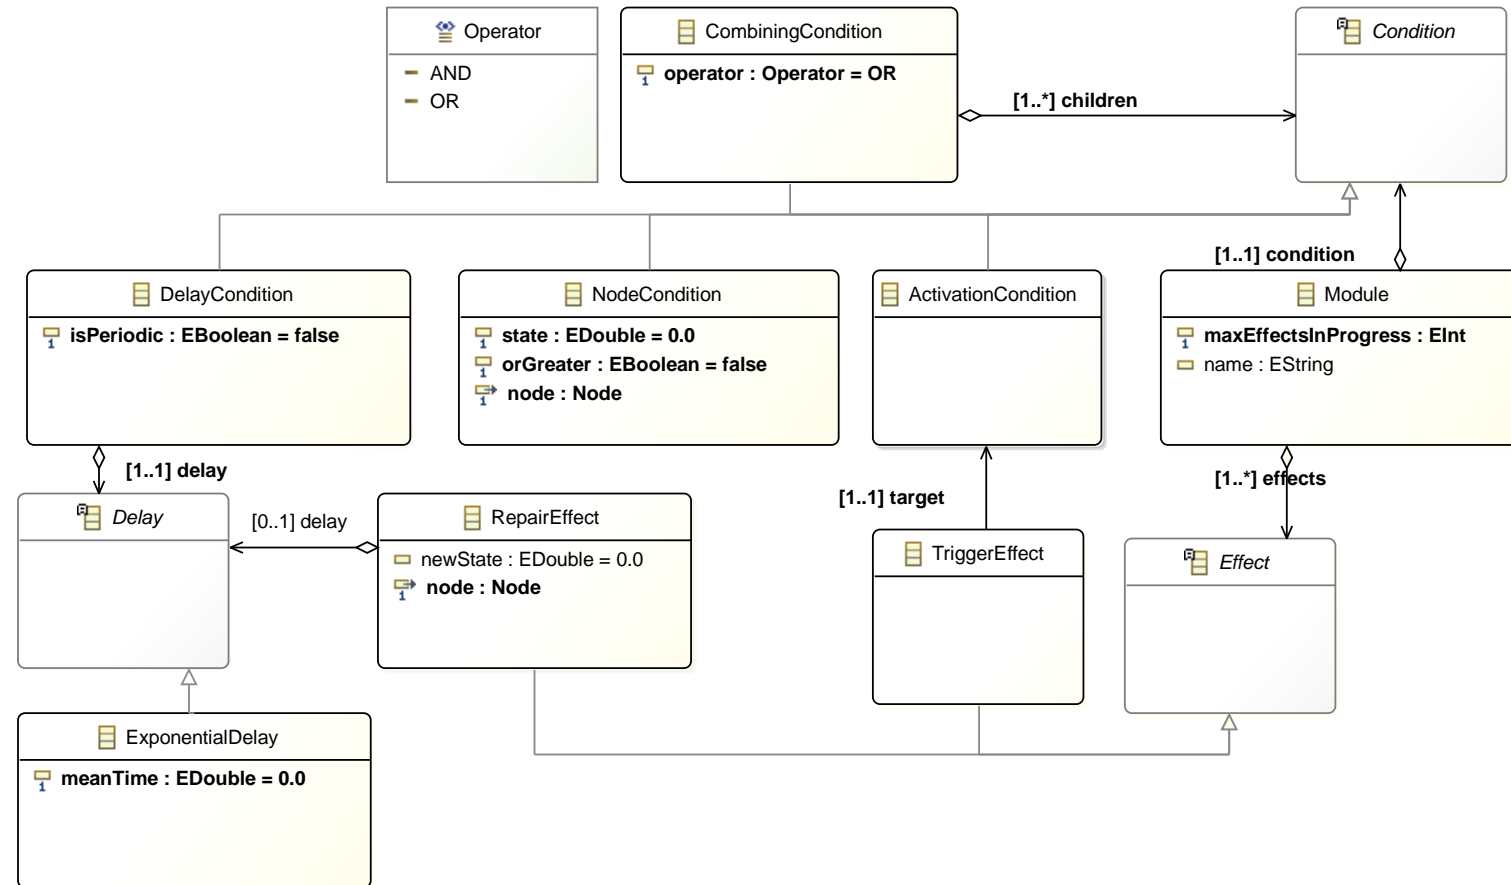 Operator
AND
OR
CombiningCondition
operator : Operator = OR
[1..*] children
Condition
DelayCondition
isPeriodic : EBoolean = false
NodeCondition
state : EDouble = 0.0
orGreater : EBoolean = false
node : Node
ActivationCondition
[1..1] condition
Module
maxEffectsInProgress : EInt
name : EString
[1..1] delay
Delay
[0..1] delay
RepairEffect
newState : EDouble = 0.0
node : Node
[1..1] target
TriggerEffect
[1..*] effects
Effect
ExponentialDelay
meanTime : EDouble = 0.0